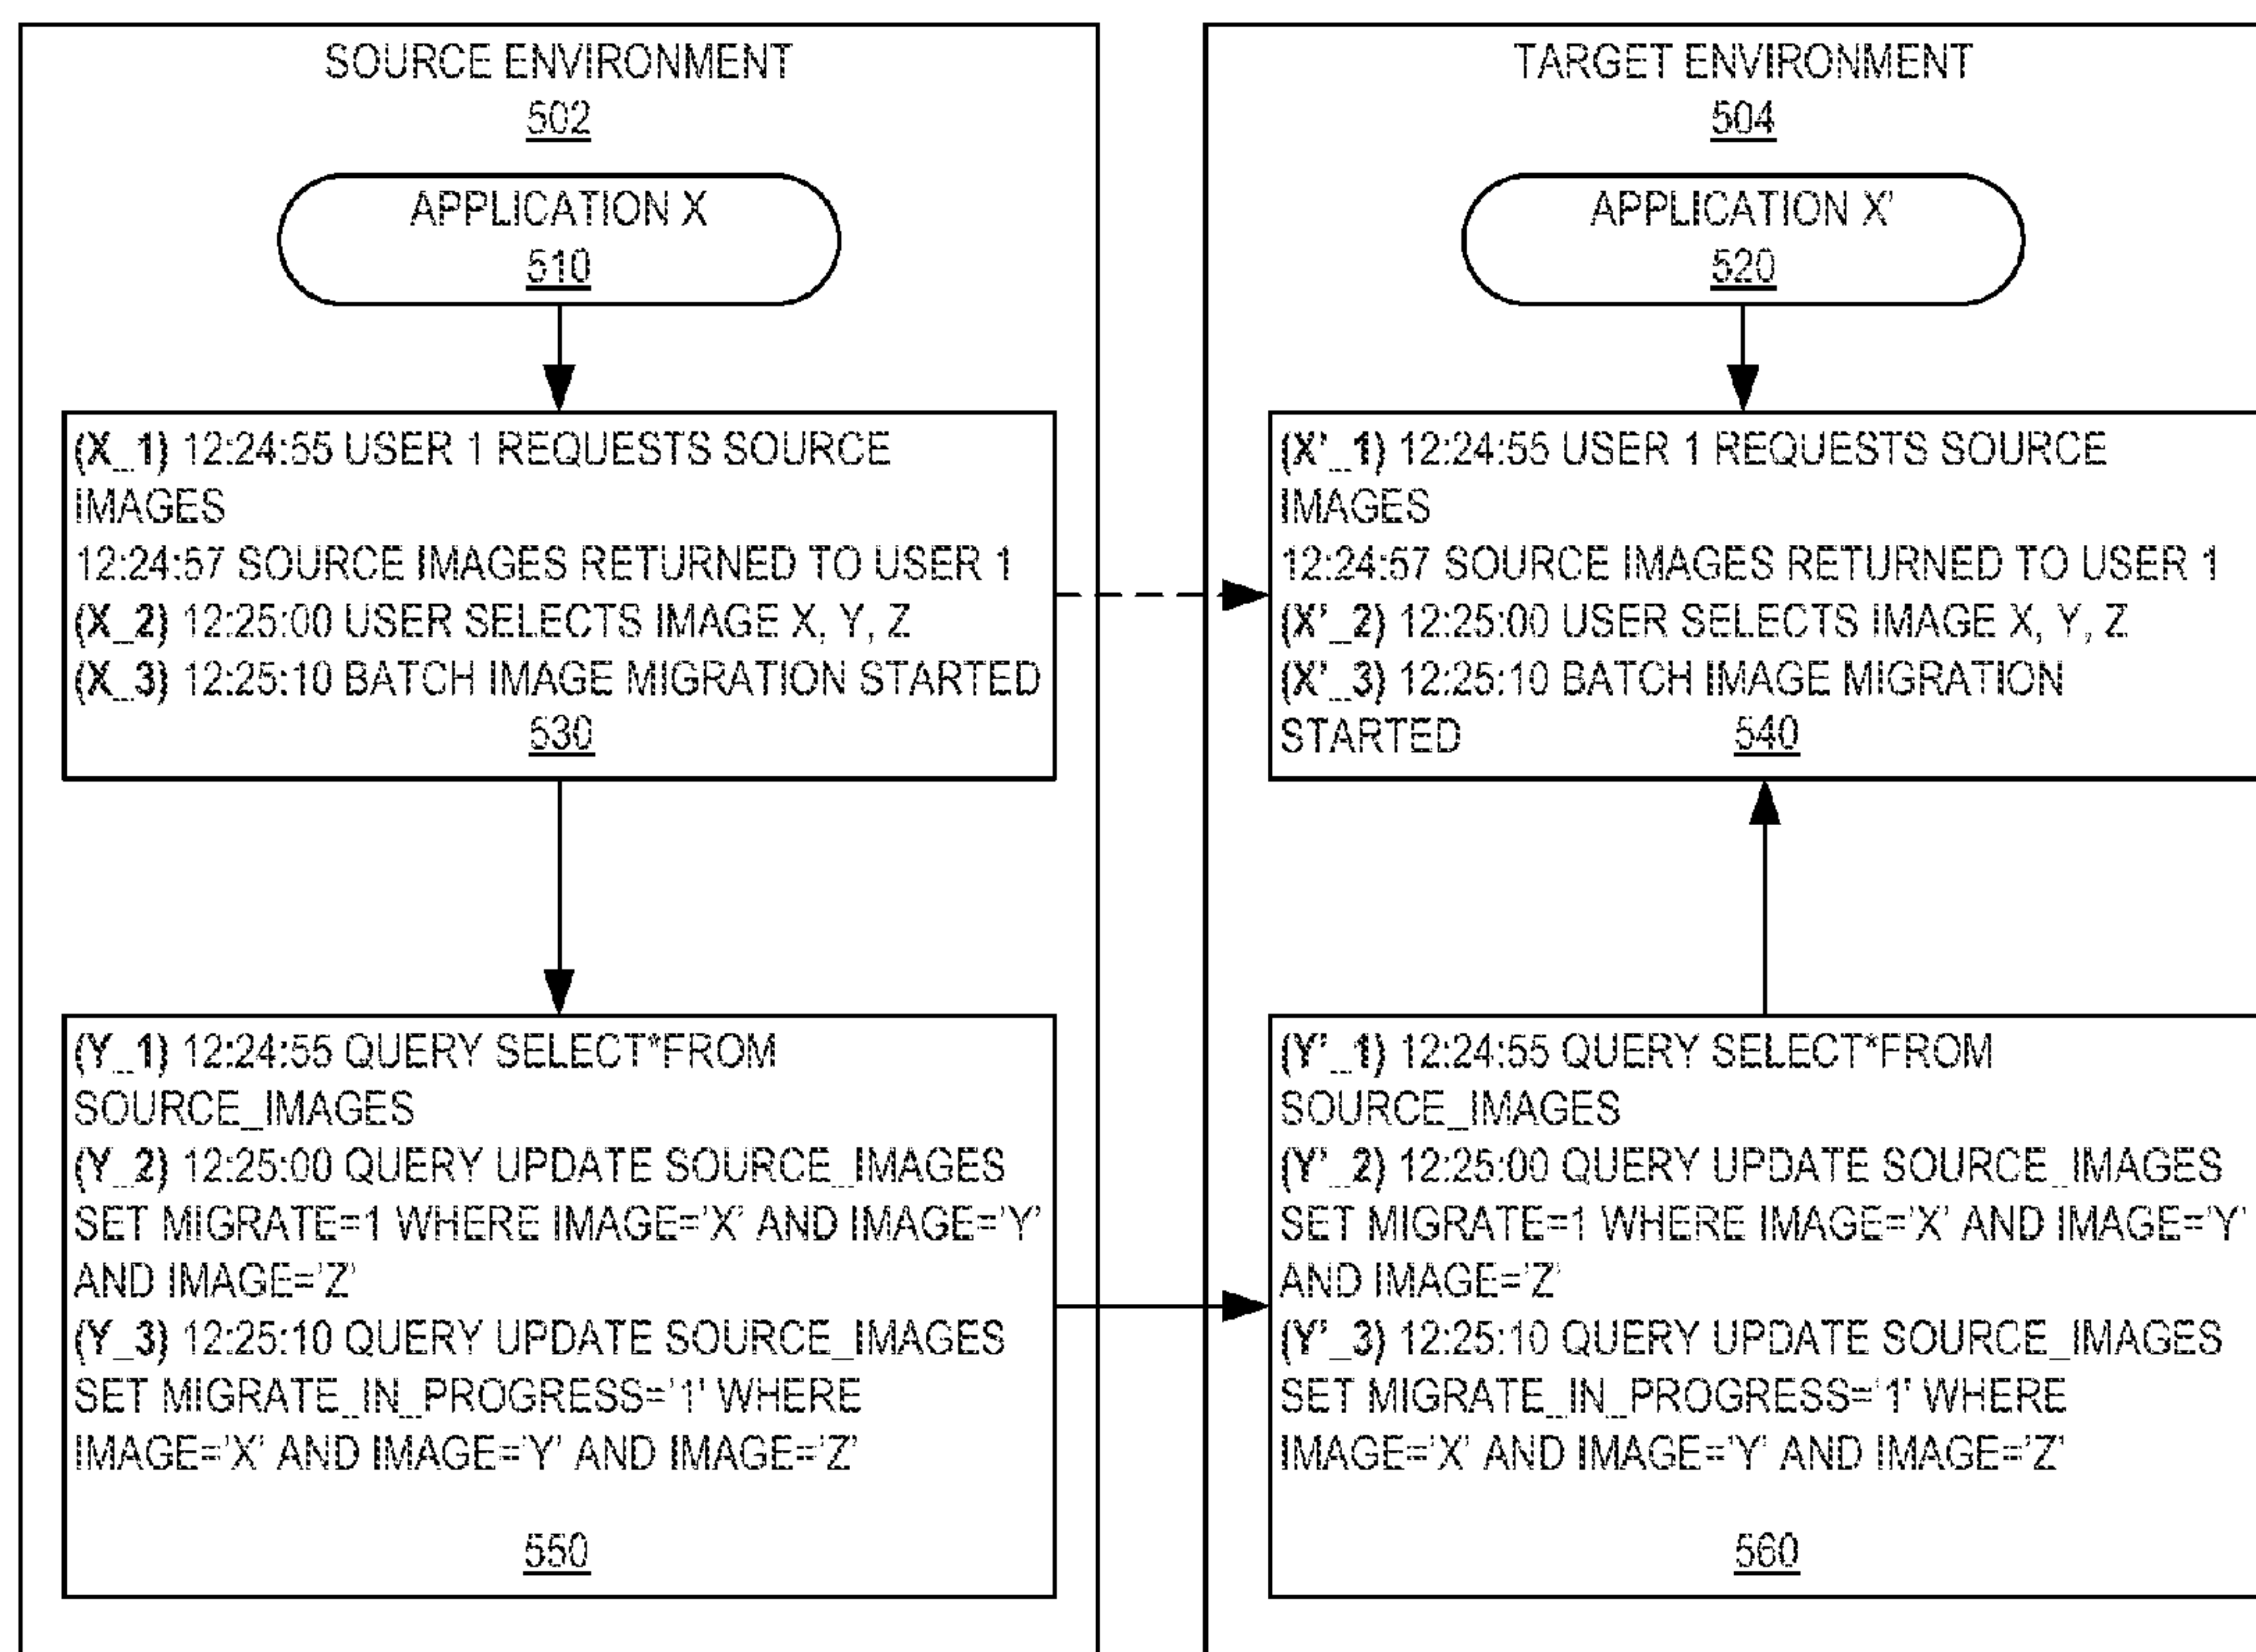 SOURCE ENVIRONMENT
502
APPLICATION X
510
(X_1) 12:24:55 USER 1 REQUESTS SOURCE
IMAGES
12:24:57 SOURCE IMAGES RETURNED TO USER 1
(X_2) 12:25:00 USER SELECTS IMAGE X, Y, Z
(X_3) 12:25:10 BATCH IMAGE MIGRATION STARTED
530
(Y_1) 12:24:55 QUERY SELECT*FROM
SOURCE_IMAGES
(Y_2) 12:25:00 QUERY UPDATE SOURCE_IMAGES
SET MIGRATE=1 WHERE IMAGE='X' AND IMAGE='Y'
AND IMAGE='Z'
(Y_3) 12:25:10 QUERY UPDATE SOURCE_IMAGES
SET MIGRATE_IN_PROGRESS='1' WHERE
IMAGE='X' AND IMAGE='Y' AND IMAGE='Z'
550
TARGET ENVIRONMENT
504
APPLICATION X'
520
(X'_1) 12:24:55 USER 1 REQUESTS SOURCE
IMAGES
12:24:57 SOURCE IMAGES RETURNED TO USER 1
(X'_2) 12:25:00 USER SELECTS IMAGE X, Y, Z
(X'_3) 12:25:10 BATCH IMAGE MIGRATION
STARTED 540
(Y'_1) 12:24:55 QUERY SELECT*FROM
SOURCE_IMAGES
(Y'_2) 12:25:00 QUERY UPDATE SOURCE_IMAGES
SET MIGRATE=1 WHERE IMAGE='X' AND IMAGE='Y'
AND IMAGE='Z'
(Y'_3) 12:25:10 QUERY UPDATE SOURCE_IMAGES
SET MIGRATE_IN_PROGRESS='1' WHERE
IMAGE='X' AND IMAGE='Y' AND IMAGE='Z'
560